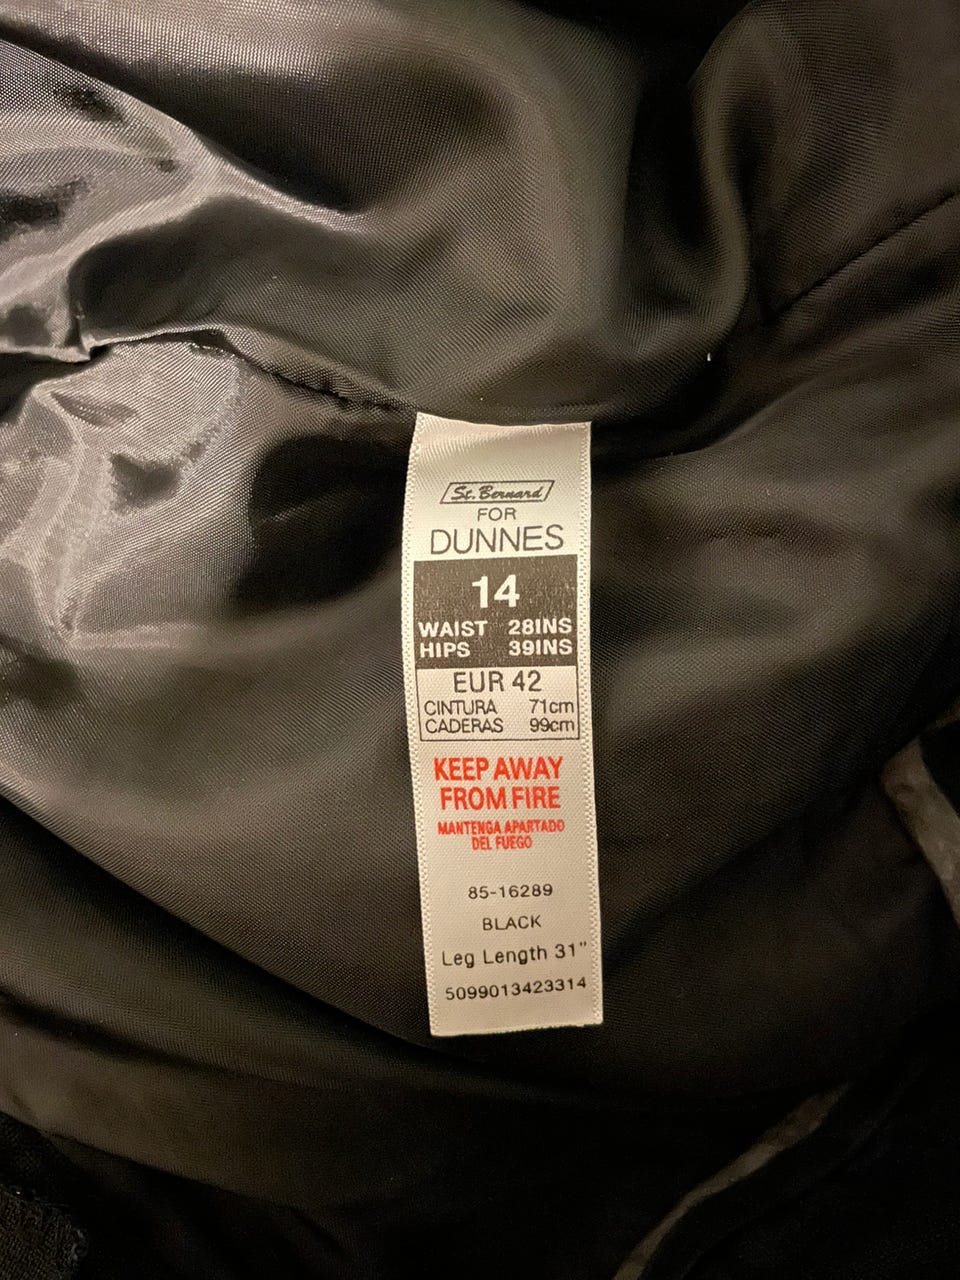 St. Bernard
FOR
DUNNES
14
WAIST 28INS
HIPS 39INS
EUR 42
CINTURA 71cm
CADERAS 99cm
KEEP AWAY
FROM FIRE
MANTENGA APARTADO
DEL FUEGO
85-16289
BLACK
Leg Length 31"
5099013423314